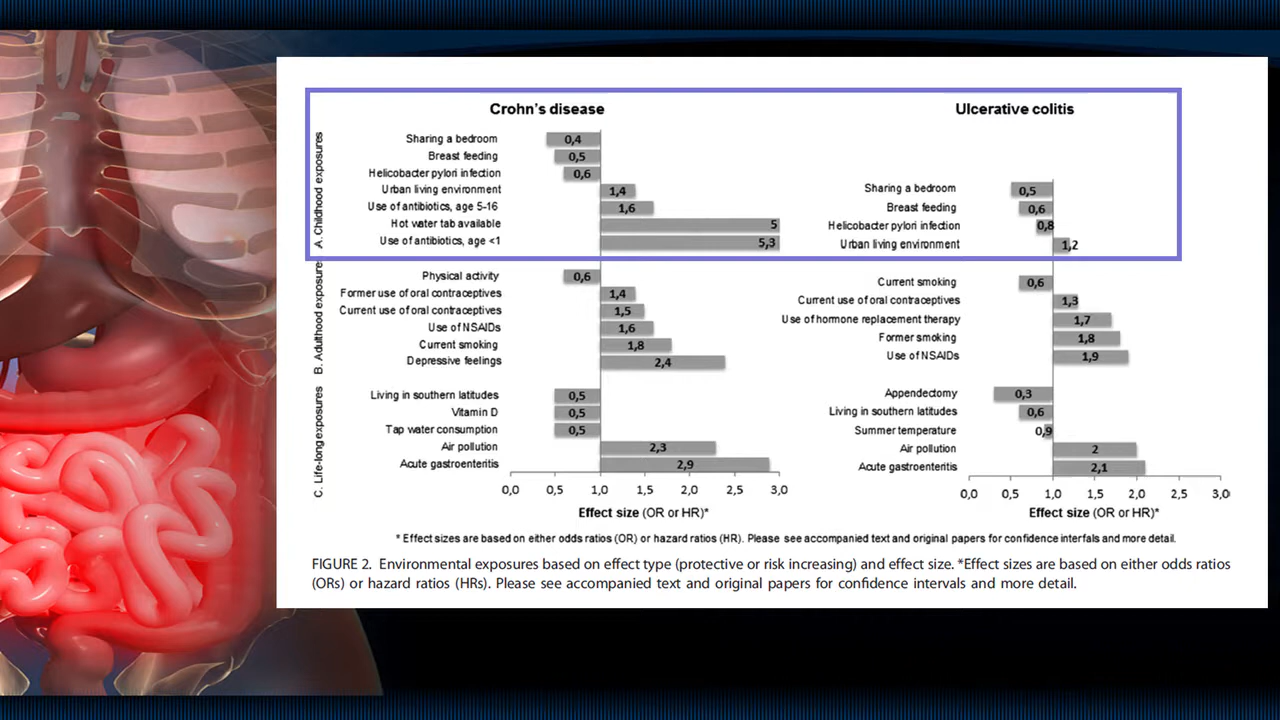 Crohn's disease
A. Childhood exposures
Sharing a bedroom 0,4
Breast feeding 0,5
Helicobacter pylori infection 0,6
Urban living environment 1,4
Use of antibiotics, age 5-16 1,6
Hot water tab available 5
Use of antibiotics, age <1 5,3
B. Adulthood exposures
Physical activity 0,6
Former use of oral contraceptives 1,4
Current use of oral contraceptives 1,5
Use of NSAIDs 1,6
Current smoking 1,8
Depressive feelings 2,4
C. Life-long exposures
Living in southern latitudes 0,5
Vitamin D 0,5
Tap water consumption 0,5
Air pollution 2,3
Acute gastroenteritis 2,9
0,0 0,5 1,0 1,5 2,0 2,5 3,0
Effect size (OR or HR)*
Ulcerative colitis
Sharing a bedroom 0,5
Breast feeding 0,6
Helicobacter pylori infection 0,8
Urban living environment 1,2
Current smoking 0,6
Current use of oral contraceptives 1,3
Use of hormone replacement therapy 1,7
Former smoking 1,8
Use of NSAIDs 1,9
Appendectomy 0,3
Living in southern latitudes 0,6
Summer temperature 0,9
Air pollution 2
Acute gastroenteritis 2,1
0,0 0,5 1,0 1,5 2,0 2,5 3,0
Effect size (OR or HR)*
* Effect sizes are based on either odds ratios (OR) or hazard ratios (HR). Please see accompanied text and original papers for confidence interfals and more detail.
FIGURE 2. Environmental exposures based on effect type (protective or risk increasing) and effect size. *Effect sizes are based on either odds ratios
(ORs) or hazard ratios (HRs). Please see accompanied text and original papers for confidence intervals and more detail.